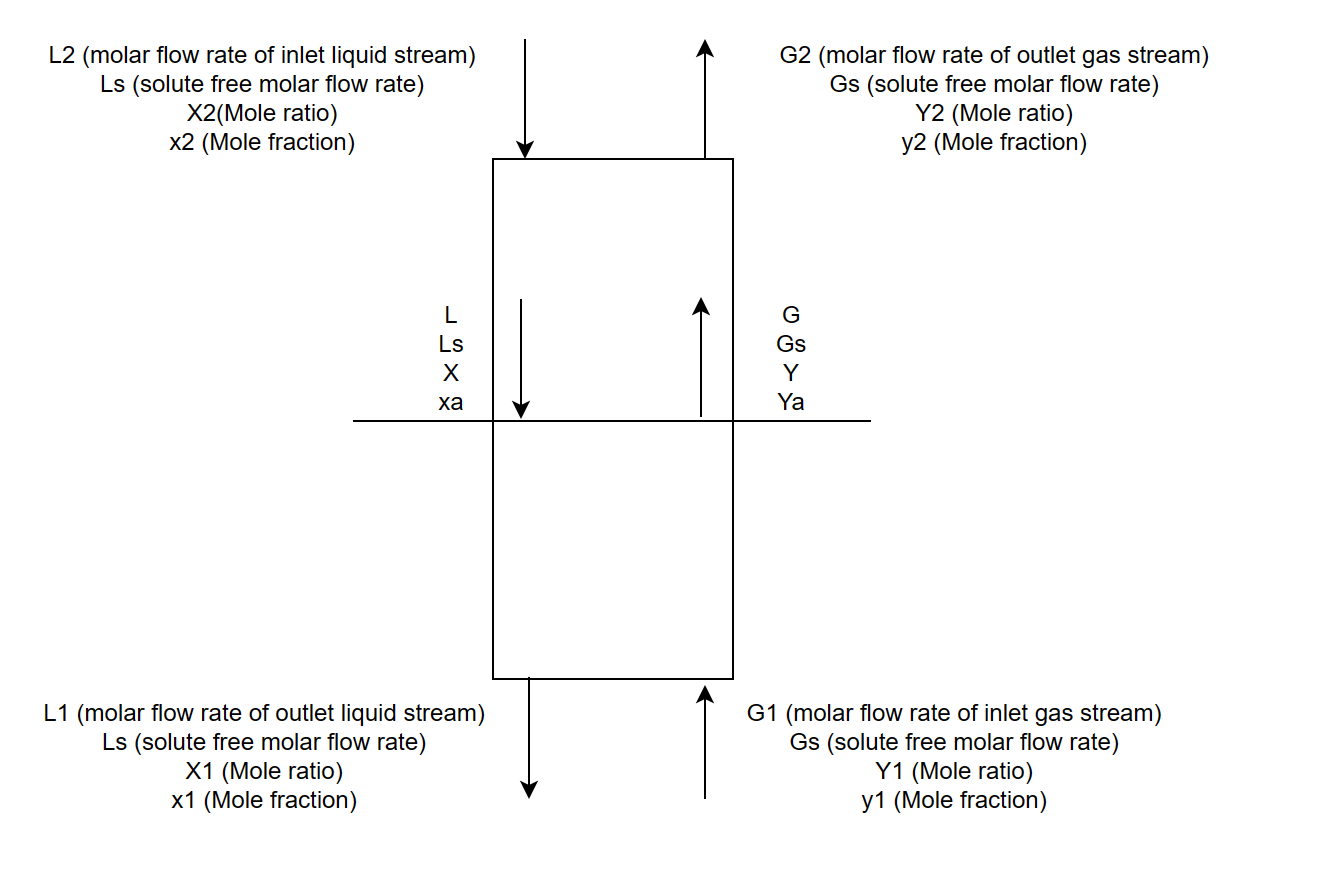 L2 (molar flow rate of inlet liquid stream)
Ls (solute free molar flow rate)
X2(Mole ratio)
x2 (Mole fraction)
G2 (molar flow rate of outlet gas stream)
Gs (solute free molar flow rate)
Y2 (Mole ratio)
y2 (Mole fraction)
L
Ls
X
xa
G
Gs
Y
Ya
L1 (molar flow rate of outlet liquid stream)
Ls (solute free molar flow rate)
X1 (Mole ratio)
x1 (Mole fraction)
G1 (molar flow rate of inlet gas stream)
Gs (solute free molar flow rate)
Y1 (Mole ratio)
y1 (Mole fraction)